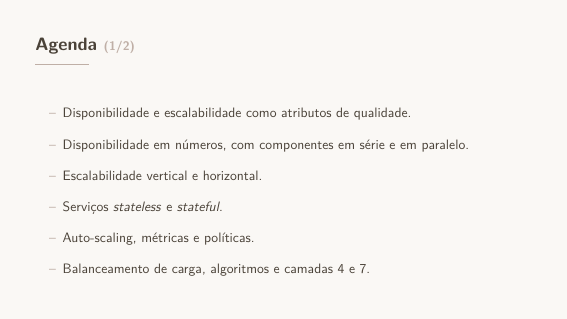 Agenda (1/2)
– Disponibilidade e escalabilidade como atributos de qualidade.
– Disponibilidade em números, com componentes em série e em paralelo.
– Escalabilidade vertical e horizontal.
– Serviços stateless e stateful.
– Auto-scaling, métricas e políticas.
– Balanceamento de carga, algoritmos e camadas 4 e 7.